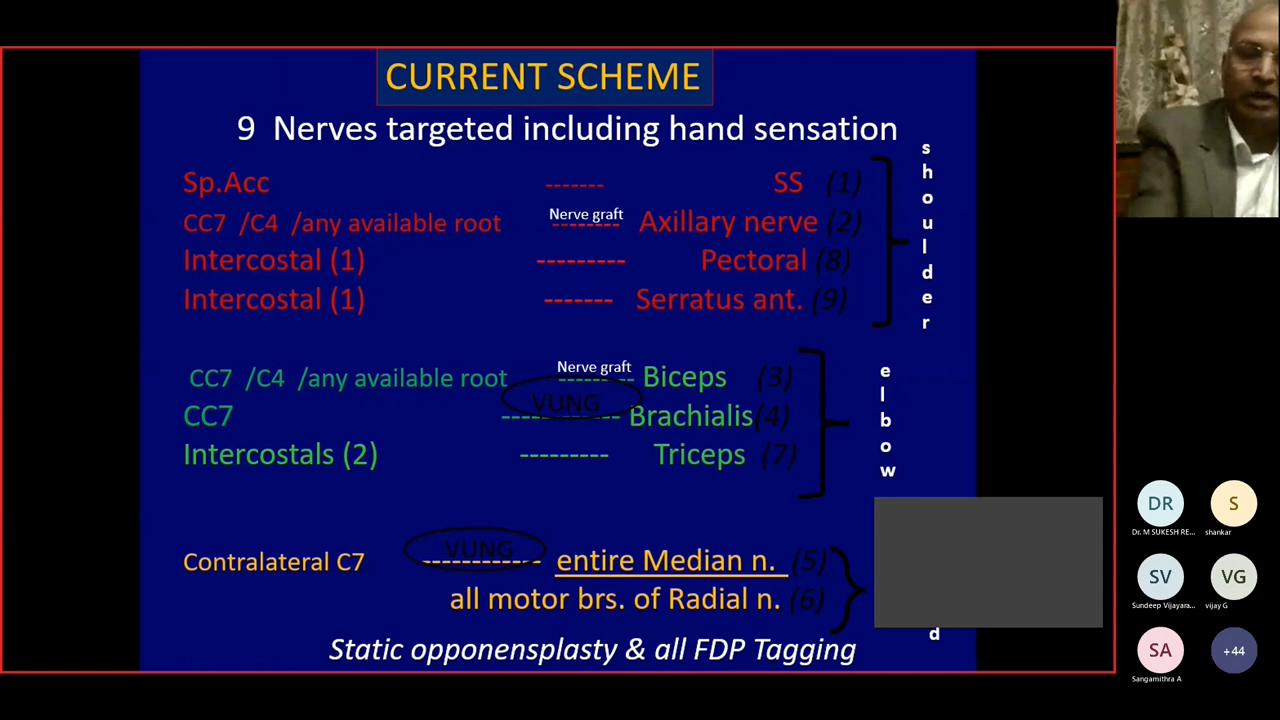 CURRENT SCHEME
9 Nerves targeted including hand sensation
Sp.Acc ------- SS (1)
CC7 /C4 /any available root Nerve graft -------- Axillary nerve (2)
Intercostal (1) --------- Pectoral (8)
Intercostal (1) ------- Serratus ant. (9)
shoulder
CC7 /C4 /any available root Nerve graft -------- Biceps (3)
VUNG
CC7 ------------ Brachialis(4)
Intercostals (2) --------- Triceps (7)
elbow
VUNG
Contralateral C7 ------------ entire Median n. (5)
all motor brs. of Radial n. (6)
d
Static opponensplasty & all FDP Tagging
DR
Dr. M SUKESH RE...
S
shankar
SV
Sundeep Vijayara...
VG
vijay G
SA
Sangamithra A
+44